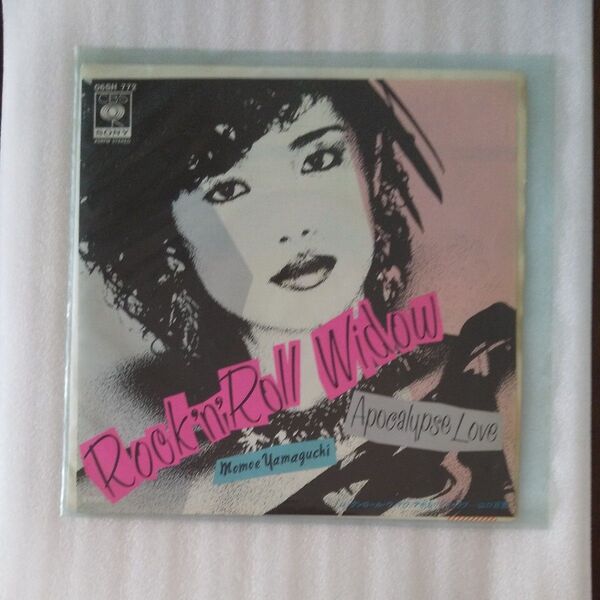 06SH 772
CBS
SONY
Rock'n'Roll Widow
Apocalypse Love
Momoe Yamaguchi